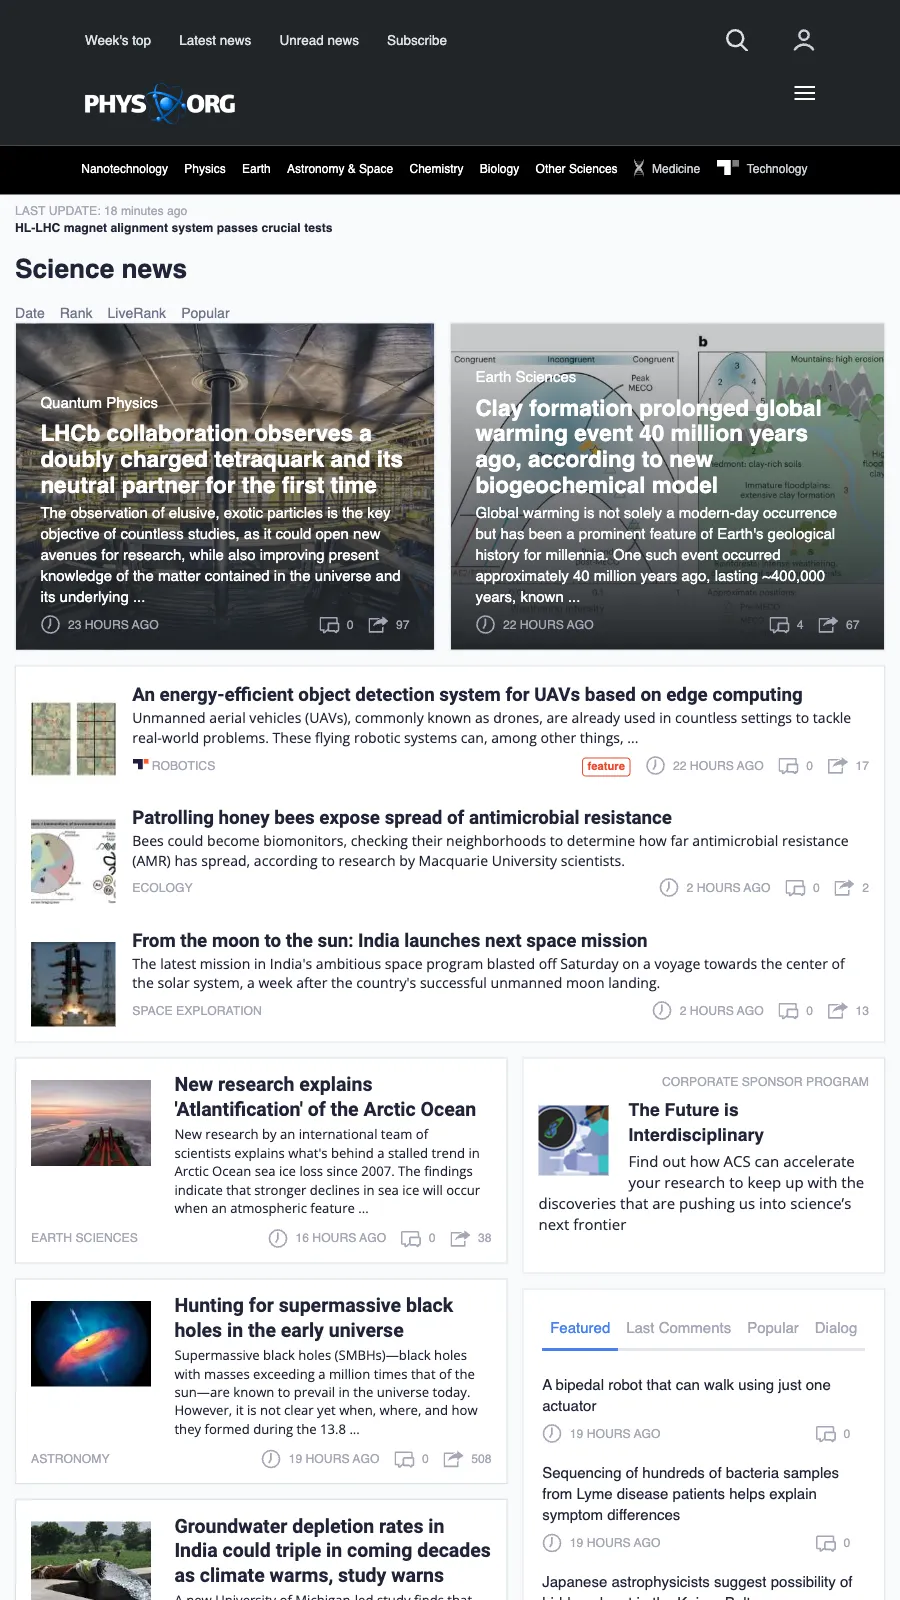 Week's top Latest news Unread news Subscribe
PHYS ORG
Nanotechnology Physics Earth Astronomy & Space Chemistry Biology Other Sciences Medicine Technology
LAST UPDATE: 18 minutes ago
HL-LHC magnet alignment system passes crucial tests
Science news
Date Rank LiveRank Popular
Quantum Physics
LHCb collaboration observes a
doubly charged tetraquark and its
neutral partner for the first time
The observation of elusive, exotic particles is the key
objective of countless studies, as it could open new
avenues for research, while also improving present
knowledge of the matter contained in the universe and
its underlying ...
23 HOURS AGO 0 97
b
Congruent Incongruent Congruent
Mountains: high erosion
Peak
MECO
Earth Sciences
Clay formation prolonged global
warming event 40 million years
ago, according to new
biogeochemical model
Immature floodplains:
extensive clay formation
Global warming is not solely a modern-day occurrence
but has been a prominent feature of Earth's geological
history for millennia. One such event occurred
approximately 40 million years ago, lasting ~400,000
years, known ...
22 HOURS AGO 4 67
An energy-efficient object detection system for UAVs based on edge computing
Unmanned aerial vehicles (UAVs), commonly known as drones, are already used in countless settings to tackle
real-world problems. These flying robotic systems can, among other things, ...
ROBOTICS feature 22 HOURS AGO 0 17
Patrolling honey bees expose spread of antimicrobial resistance
Bees could become biomonitors, checking their neighborhoods to determine how far antimicrobial resistance
(AMR) has spread, according to research by Macquarie University scientists.
ECOLOGY 2 HOURS AGO 0 2
From the moon to the sun: India launches next space mission
The latest mission in India's ambitious space program blasted off Saturday on a voyage towards the center of
the solar system, a week after the country's successful unmanned moon landing.
SPACE EXPLORATION 2 HOURS AGO 0 13
New research explains
'Atlantification' of the Arctic Ocean
New research by an international team of
scientists explains what's behind a stalled trend in
Arctic Ocean sea ice loss since 2007. The findings
indicate that stronger declines in sea ice will occur
when an atmospheric feature ...
EARTH SCIENCES 16 HOURS AGO 0 38
Hunting for supermassive black
holes in the early universe
Supermassive black holes (SMBHs)—black holes
with masses exceeding a million times that of the
sun—are known to prevail in the universe today.
However, it is not clear yet when, where, and how
they formed during the 13.8 ...
ASTRONOMY 19 HOURS AGO 0 508
Groundwater depletion rates in
India could triple in coming decades
as climate warms, study warns
A new University of Michigan-led study finds that
CORPORATE SPONSOR PROGRAM
The Future is
Interdisciplinary
Find out how ACS can accelerate
your research to keep up with the
discoveries that are pushing us into science's
next frontier
Featured Last Comments Popular Dialog
A bipedal robot that can walk using just one
actuator
19 HOURS AGO 0
Sequencing of hundreds of bacteria samples
from Lyme disease patients helps explain
symptom differences
19 HOURS AGO 0
Japanese astrophysicists suggest possibility of